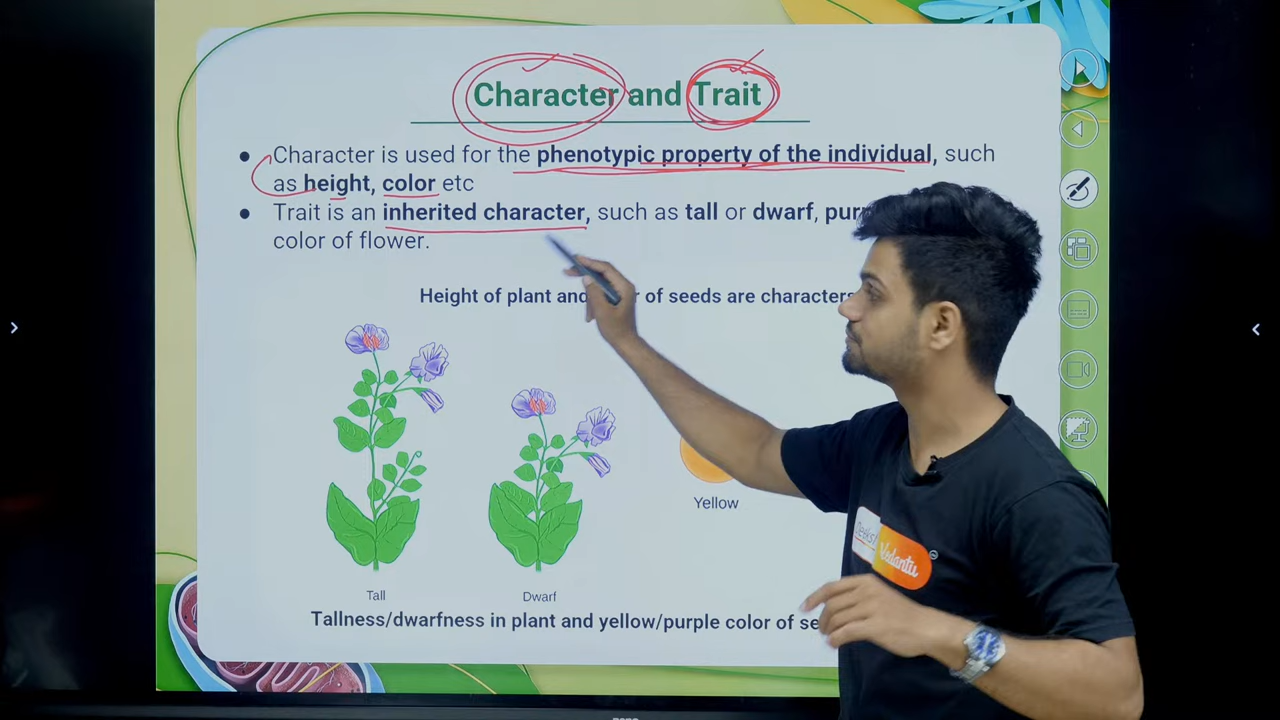 Character and Trait
Character is used for the phenotypic property of the individual, such
as height, color etc
Trait is an inherited character, such as tall or dwarf,
color of flower.
Height of plant and of seeds are characters
Yellow
Tall
Dwarf
Tallness/dwarfness in plant and yellow/purple color of
Vedantu